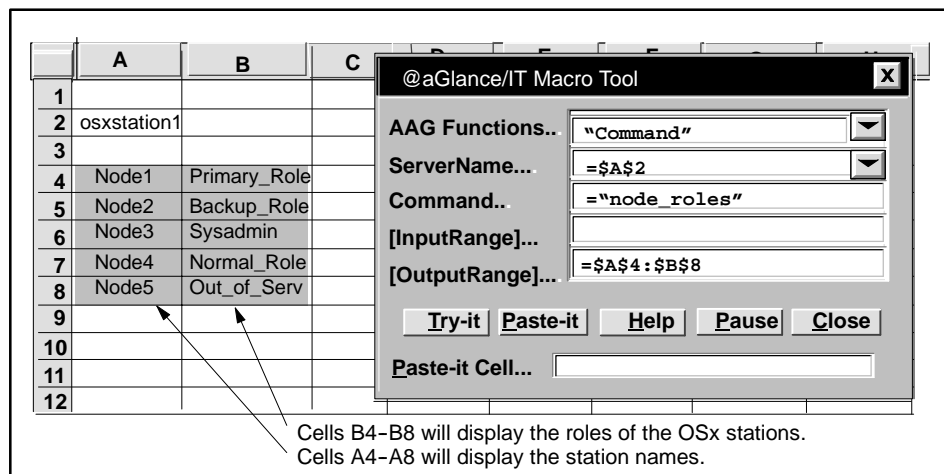 A B C
@aGlance/IT Macro Tool X
1
2 osxstation1
3
4 Node1 Primary_Role
5 Node2 Backup_Role
6 Node3 Sysadmin
7 Node4 Normal_Role
8 Node5 Out_of_Serv
9
10
11
12
AAG Functions... "Command"
ServerName.... =$A$2
Command... ="node_roles"
[InputRange]...
[OutputRange].... =$A$4:$B$8
Try-it Paste-it Help Pause Close
Paste-it Cell...
Cells B4-B8 will display the roles of the OSx stations.
Cells A4-A8 will display the station names.